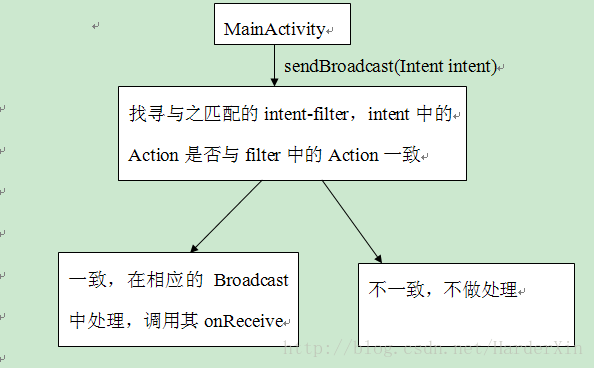 MainActivity
sendBroadcast(Intent intent)
找寻与之匹配的 intent-filter，intent 中的
Action 是否与 filter 中的 Action 一致
一致，在相应的 Broadcast
中处理，调用其 onReceive
不一致，不做处理
http://blog.csdn.net/HarderXin